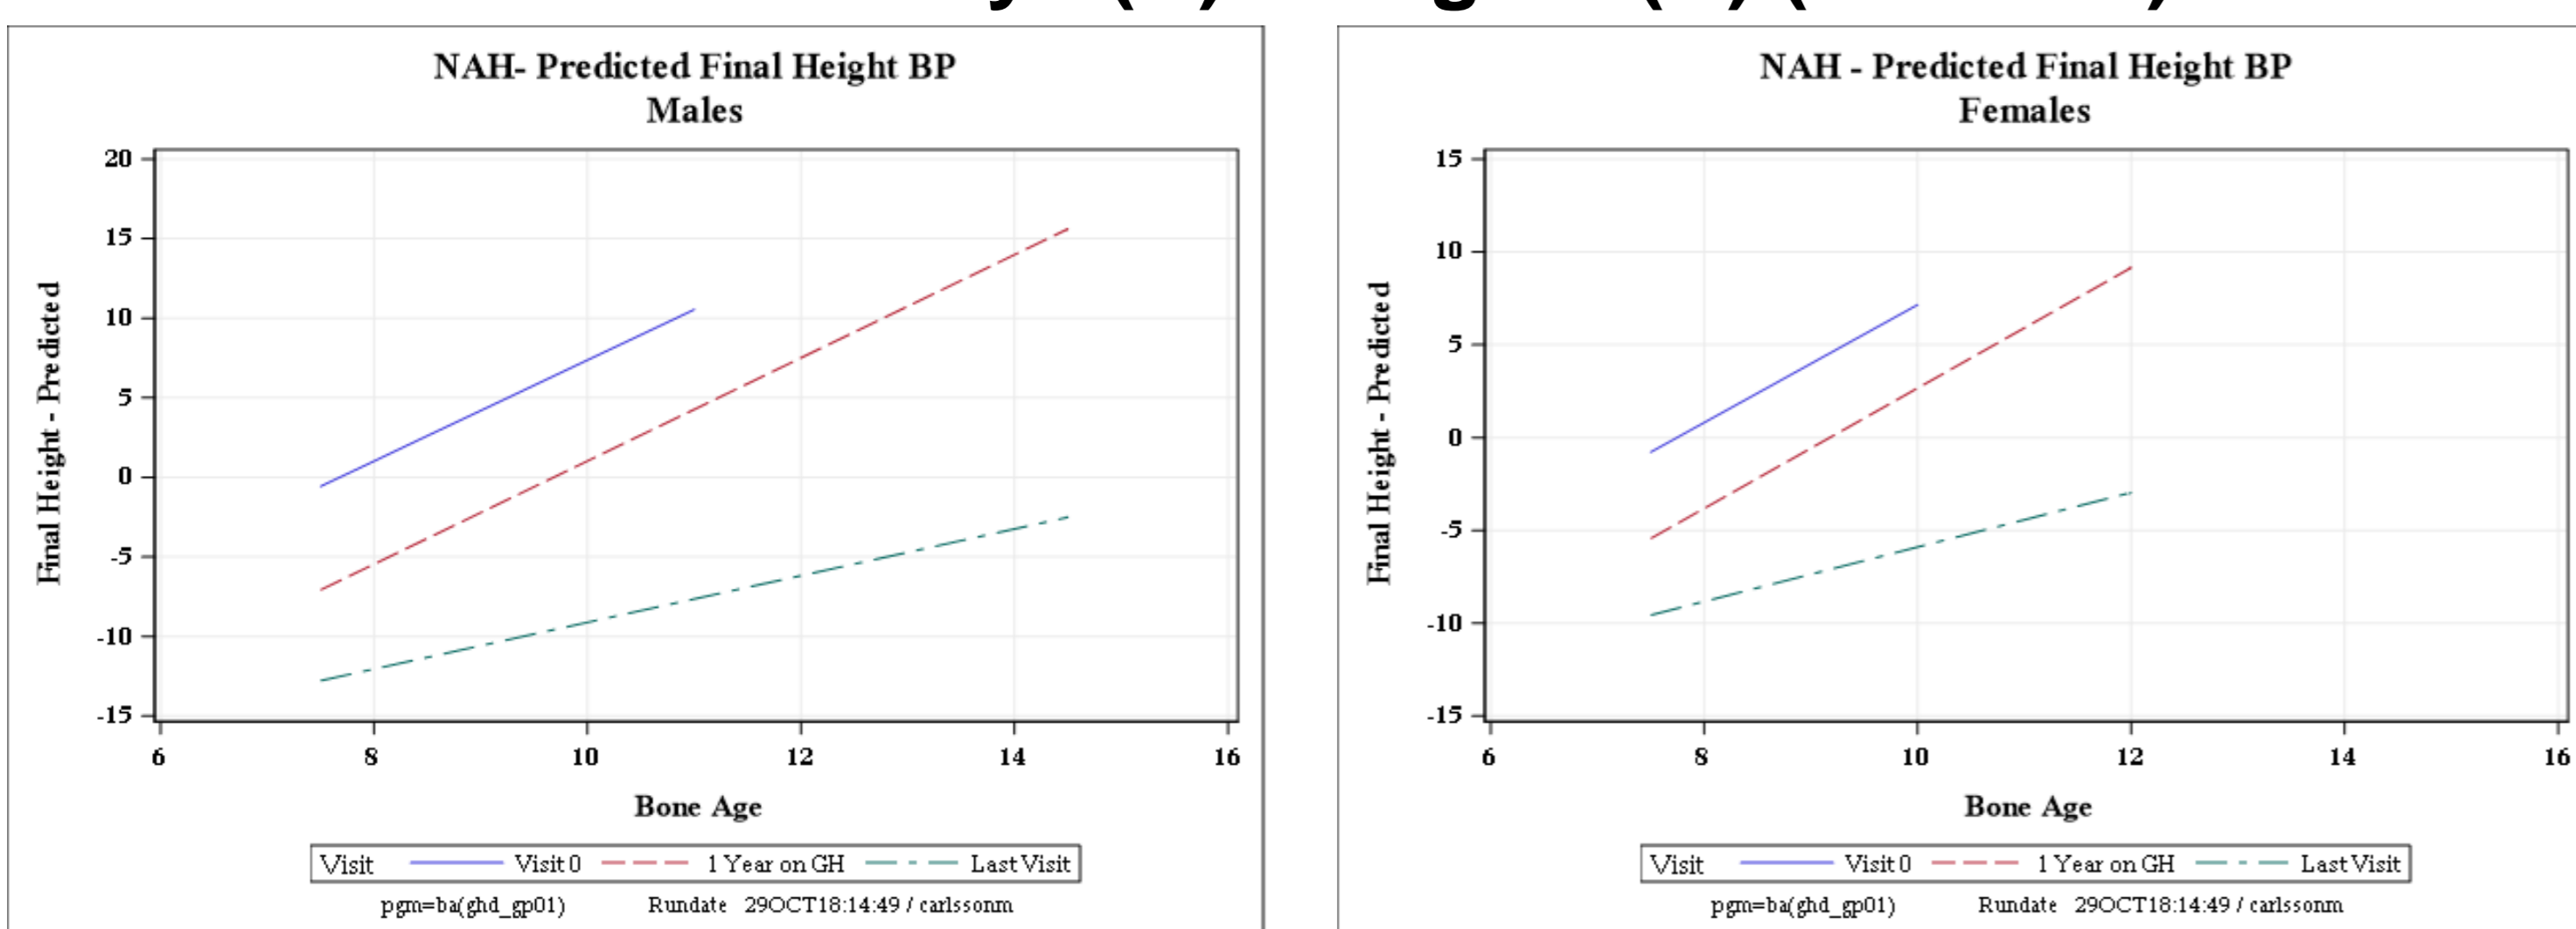 NAH- Predicted Final Height BP
Males
Final Height - Predicted
20
15
10
5
0
-5
-10
-15
6 8 10 12 14 16
Bone Age
Visit Visit 0 1 Year on GH Last Visit
pgm=ba(ghd_gp01) Rundate 29OCT18:14:49 / carlssonm
NAH - Predicted Final Height BP
Females
Final Height - Predicted
15
10
5
0
-5
-10
-15
6 8 10 12 14 16
Bone Age
Visit Visit 0 1 Year on GH Last Visit
pgm=ba(ghd_gp01) Rundate 29OCT18:14:49 / carlssonm